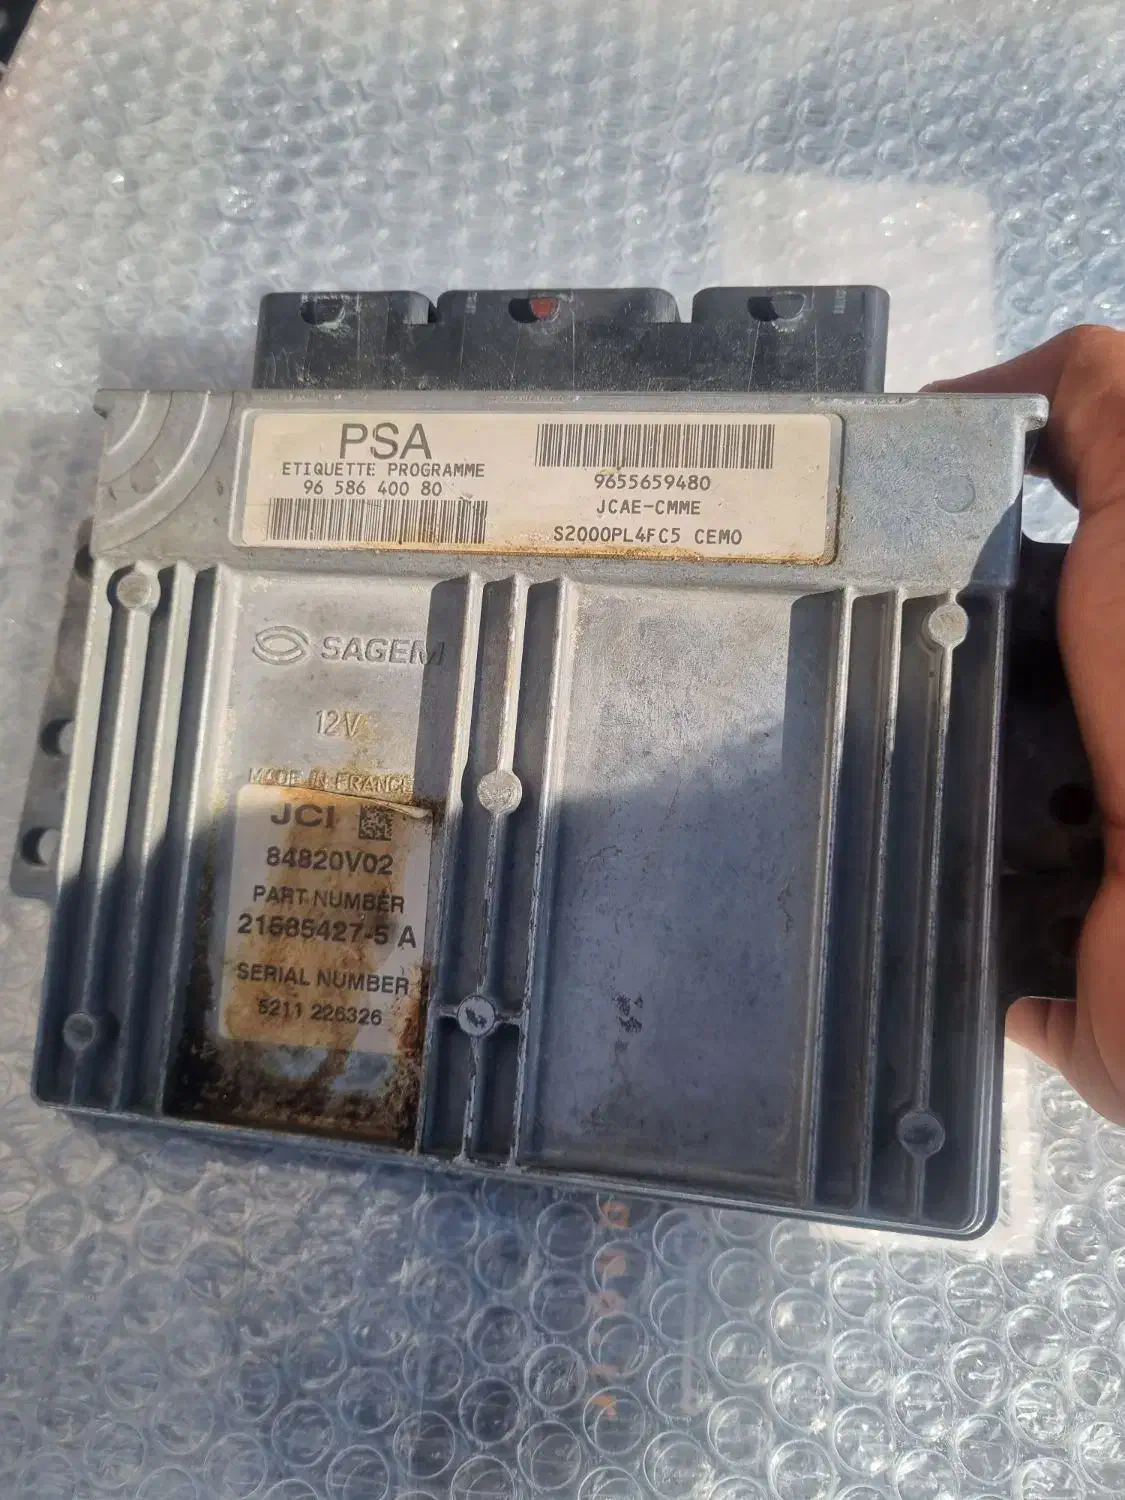 PSA
ETIQUETTE PROGRAMME
96 586 400 80
9655659480
JCAE-CMME
S2000PL4FC5 CEMO
SAGEM
12V
MADE IN FRANCE
JCI
84820V02
PART NUMBER
21585427-5 A
SERIAL NUMBER
5211 226326